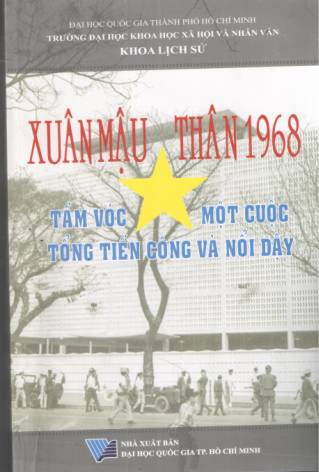 ĐẠI HỌC QUỐC GIA THÀNH PHỐ HỒ CHÍ MINH
TRƯỜNG ĐẠI HỌC KHOA HỌC XÃ HỘI VÀ NHÂN VĂN
KHOA LỊCH SỬ
XUÂN MẬU THÂN 1968
TẦM VÓC MỘT CUỘC
TỔNG TIẾN CÔNG VÀ NỔI DẬY
NHÀ XUẤT BẢN
ĐẠI HỌC QUỐC GIA TP. HỒ CHÍ MINH